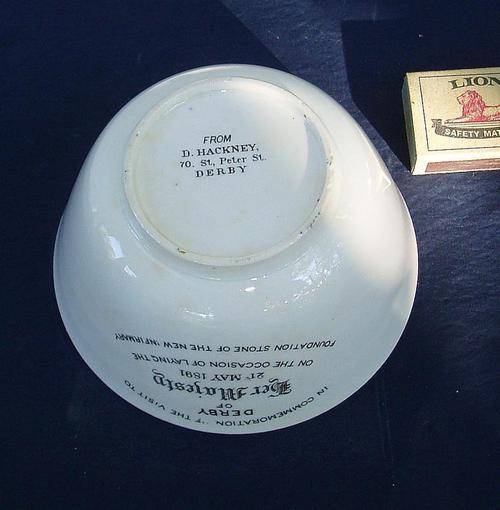 FROM
D. HACKNEY,
70. St, Peter St.
DERBY
IN COMMEMORATION OF THE VISIT TO
DERBY
OF
Her Majesty
21st MAY 1891
ON THE OCCASION OF LAYING THE
FOUNDATION STONE OF THE NEW INFIRMARY
LION
SAFETY MAT